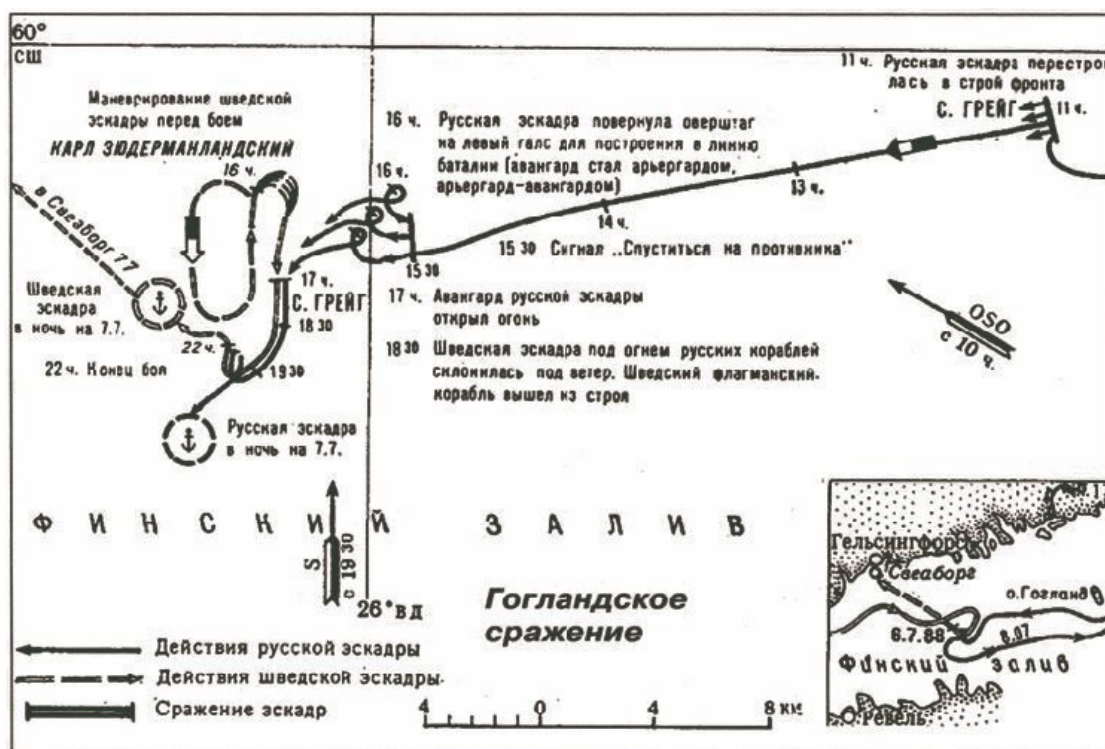 60°
СШ
11 ч. Русская эскадра перестрои
лась в строй фронта
С. ГРЕЙГ
11 ч.
Маневрирование шведской
эскадры перед боем
КАРЛ ЗЮДЕРМАНЛАНДСКИЙ
16 ч.
16 ч.
16 ч. Русская эскадра повернула оверштаг
на левый галс для построения в линию
баталии (авангард стал арьергардом,
арьергард-авангардом)
13 ч.
14 ч.
15 30
15 30 Сигнал „Спуститься на противника"
в Свеаборг 7.7
17 ч.
С. ГРЕЙГ
18 30
17 ч. Авангард русской эскадры
открыл огонь
OSO
с 10 ч.
Шведская
эскадра
в ночь на 7.7.
22 ч.
22 ч. Конец боя
19 30
18 30 Шведская эскадра под огнем русских кораблей
склонилась под ветер. Шведский флагманский
корабль вышел из строя
Русская эскадра
в ночь на 7.7.
ФИНСКИЙ ЗАЛИВ
S
с 19 30
26° ВД
Гогландское
сражение
Действия русской эскадры
Действия шведской эскадры
Сражение эскадр
4 0 4 8 км
Гельсингфорс
Свеаборг
о. Гогланд
6.7.88
8.07
Финский залив
Ревель